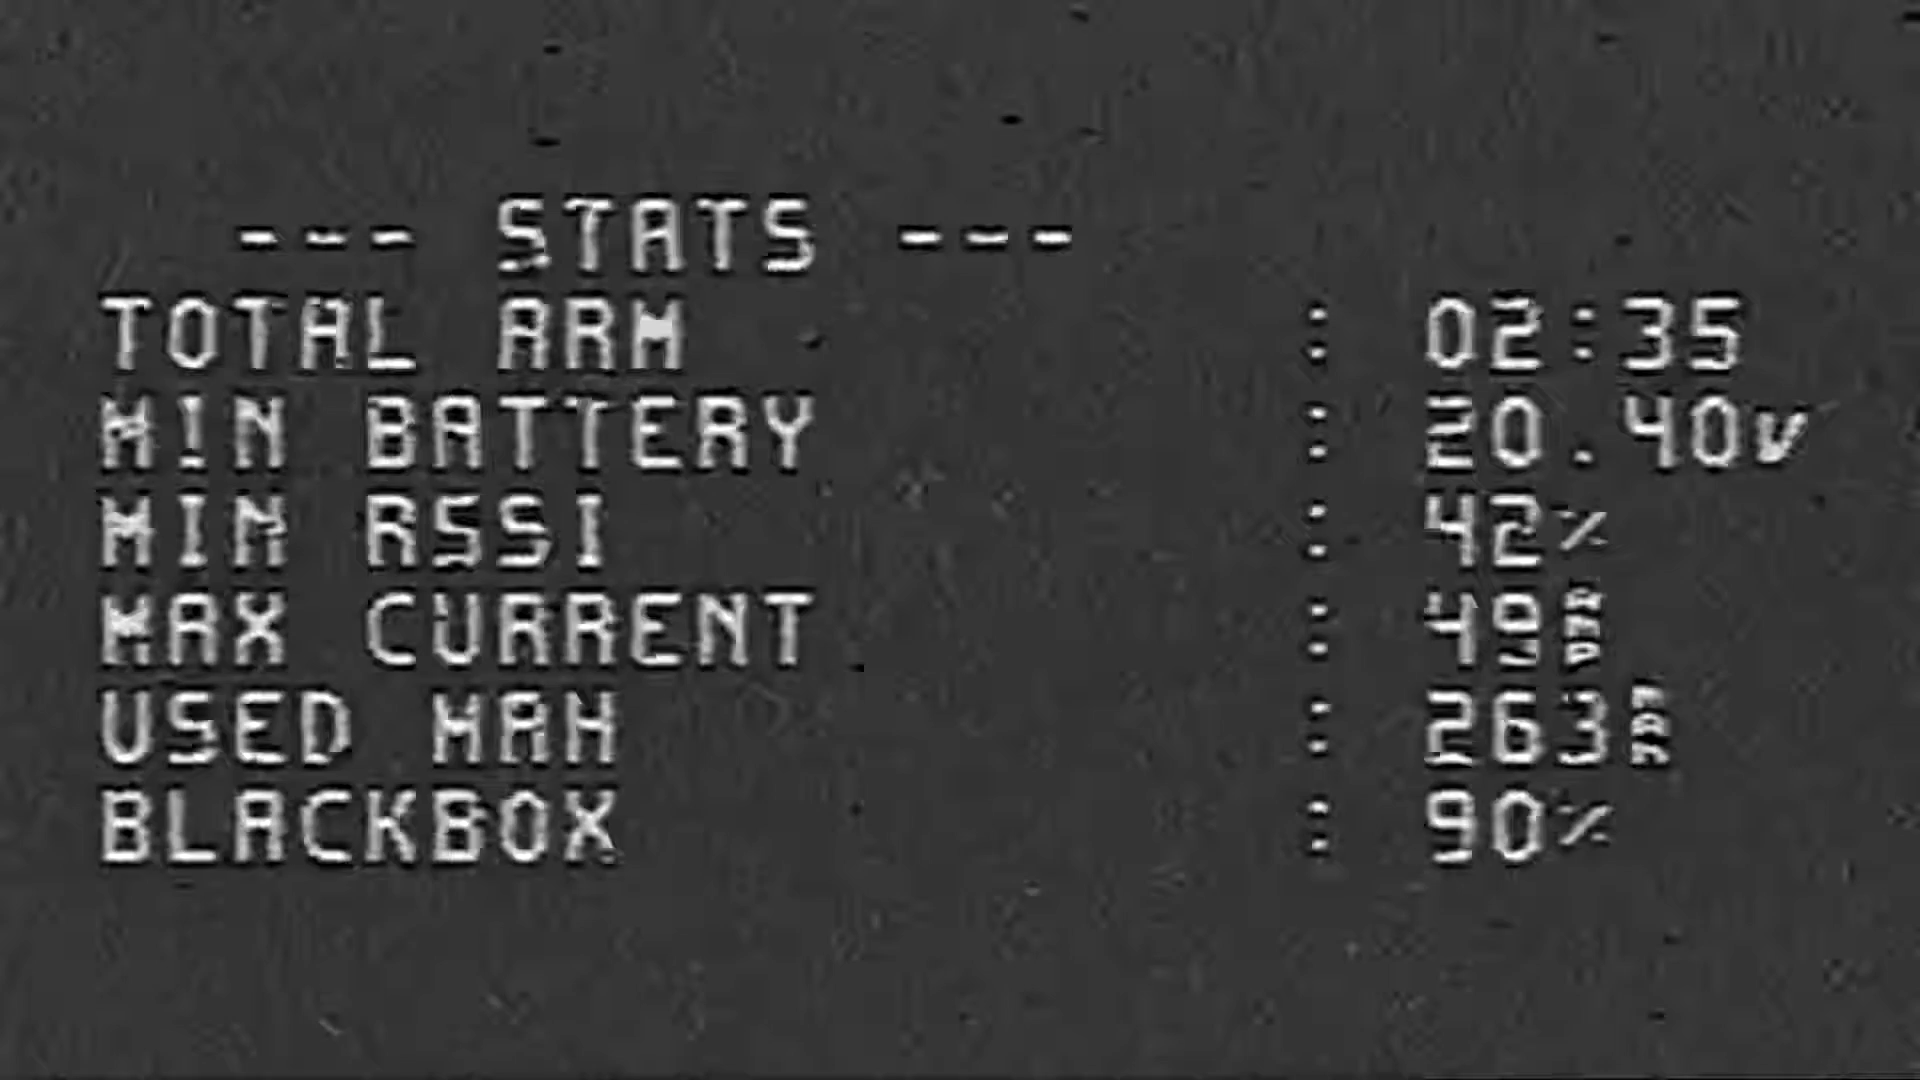 --- STATS ---
TOTAL ARM : 02:35
MIN BATTERY : 20.40V
MIN RSSI : 42%
MAX CURRENT : 49A
USED MAH : 263
BLACKBOX : 90%